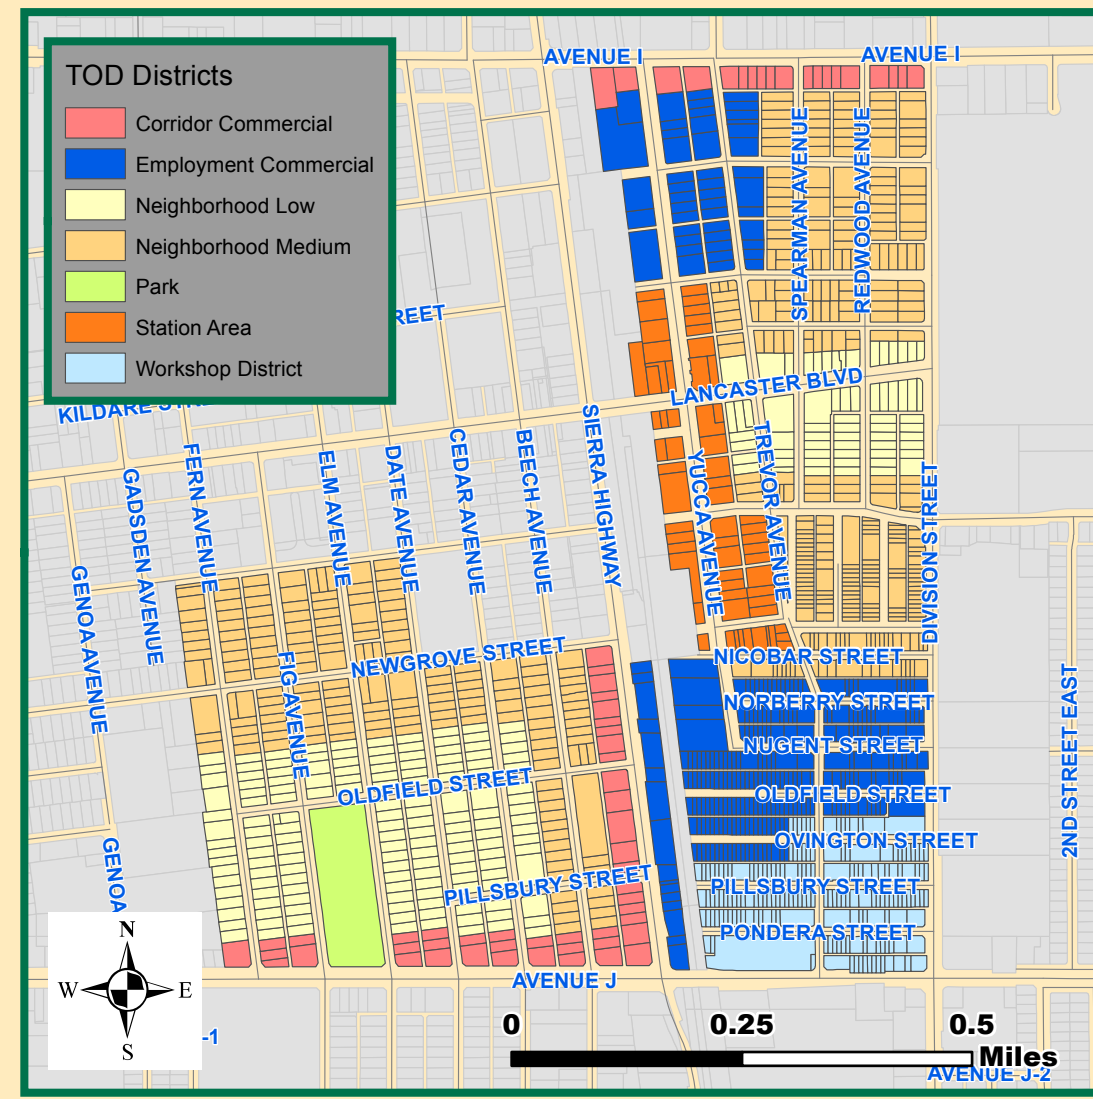 AVENUE I
AVENUE I
TOD Districts
Corridor Commercial
Employment Commercial
Neighborhood Low
Neighborhood Medium
Park
Station Area
Workshop District
SPEARMAN AVENUE
REDWOOD AVENUE
REET
LANCASTER BLVD
KILDARE
SIERRA HIGHWAY
FERN AVENUE
ELM AVENUE
DATE AVENUE
CEDAR AVENUE
BEECH AVENUE
YUCCA AVENUE
TREVOR AVENUE
DIVISION STREET
GADSDEN AVENUE
GENOA AVENUE
FIG AVENUE
NEWGROVE STREET
NICOBAR STREET
NORBERRY STREET
NUGENT STREET
2ND STREET EAST
OLDFIELD STREET
OLDFIELD STREET
OVINGTON STREET
GENOA
PILLSBURY STREET
PILLSBURY STREET
PONDERA STREET
N
W E
S
AVENUE J
-1
0 0.25 0.5
Miles
AVENUE J-2